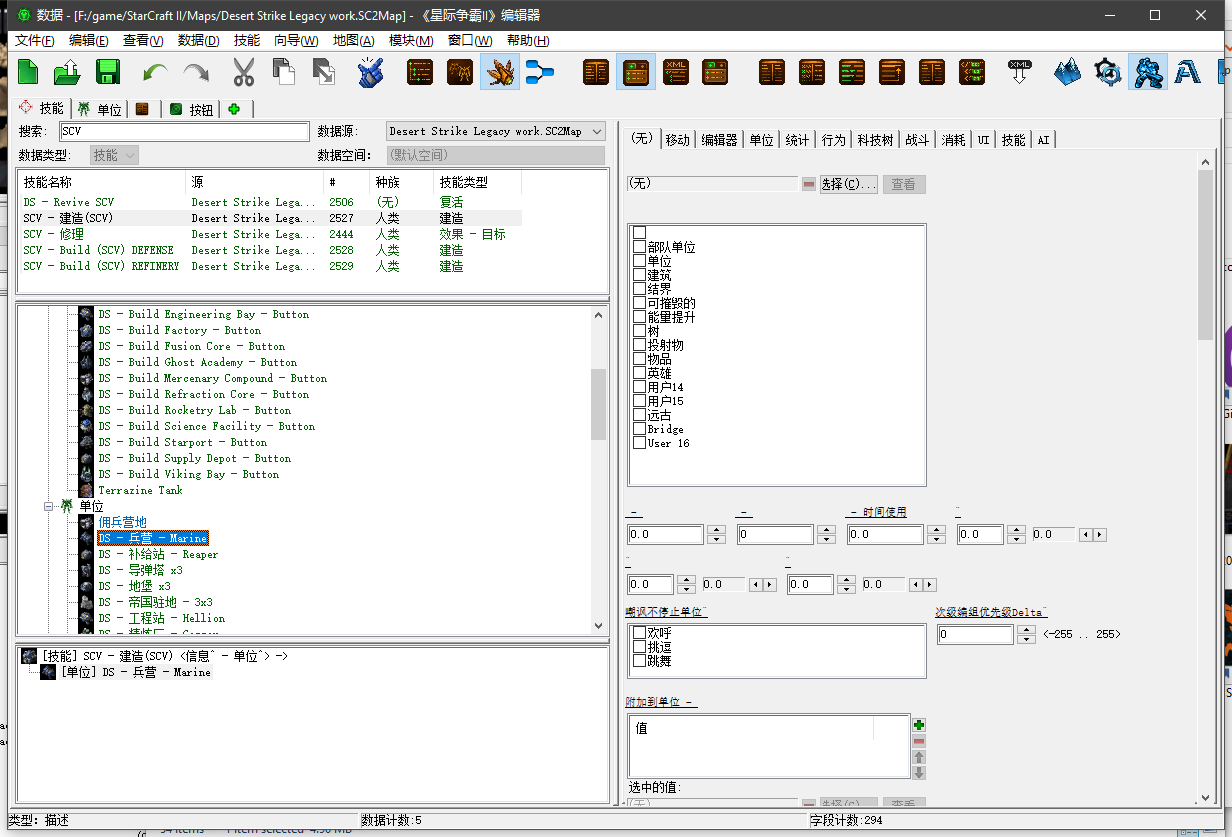 数据 - [F:/game/StarCraft II/Maps/Desert Strike Legacy work.SC2Map] - 《星际争霸II》编辑器
文件(F) 编辑(E) 查看(V) 数据(D) 技能 向导(W) 地图(A) 模块(M) 窗口(W) 帮助(H)
技能 单位 按钮
搜索: SCV 数据源: Desert Strike Legacy work.SC2Map
数据类型: 技能 数据空间: (默认空间)
技能名称 源 # 种族 技能类型
DS - Revive SCV Desert Strike Lega... 2506 (无) 复活
SCV - 建造(SCV) Desert Strike Lega... 2527 人类 建造
SCV - 修理 Desert Strike Lega... 2444 人类 效果 - 目标
SCV - Build (SCV) DEFENSE Desert Strike Lega... 2528 人类 建造
SCV - Build (SCV) REFINERY Desert Strike Lega... 2529 人类 建造
DS - Build Engineering Bay - Button
DS - Build Factory - Button
DS - Build Fusion Core - Button
DS - Build Ghost Academy - Button
DS - Build Mercenary Compound - Button
DS - Build Refraction Core - Button
DS - Build Rocketry Lab - Button
DS - Build Science Facility - Button
DS - Build Starport - Button
DS - Build Supply Depot - Button
DS - Build Viking Bay - Button
Terrazine Tank
单位
佣兵营地
DS - 兵营 - Marine
DS - 补给站 - Reaper
DS - 导弹塔 x3
DS - 地堡 x3
DS - 帝国驻地 - 3x3
DS - 工程站 - Hellion
[技能] SCV - 建造(SCV) <信息^ - 单位^> ->
[单位] DS - 兵营 - Marine
(无) 移动 编辑器 单位 统计 行为 科技树 战斗 消耗 UI 技能 AI
(无) 选择(C)... 查看
部队单位
单位
建筑
结界
可摧毁的
能量提升
树
投射物
物品
英雄
用户14
用户15
远古
Bridge
User 16
- - - 时间使用 ~
0.0 0 0.0 0.0 0.0
0.0 0.0 0.0 0.0
嘲讽不停止单位~ 次级编组优先级Delta~
欢呼
挑逗
跳舞
0 <-255 .. 255>
附加到单位 -
值
选中的值:
(无) 选择(C)... 查看
类型: 描述 数据计数:5 字段计数:294